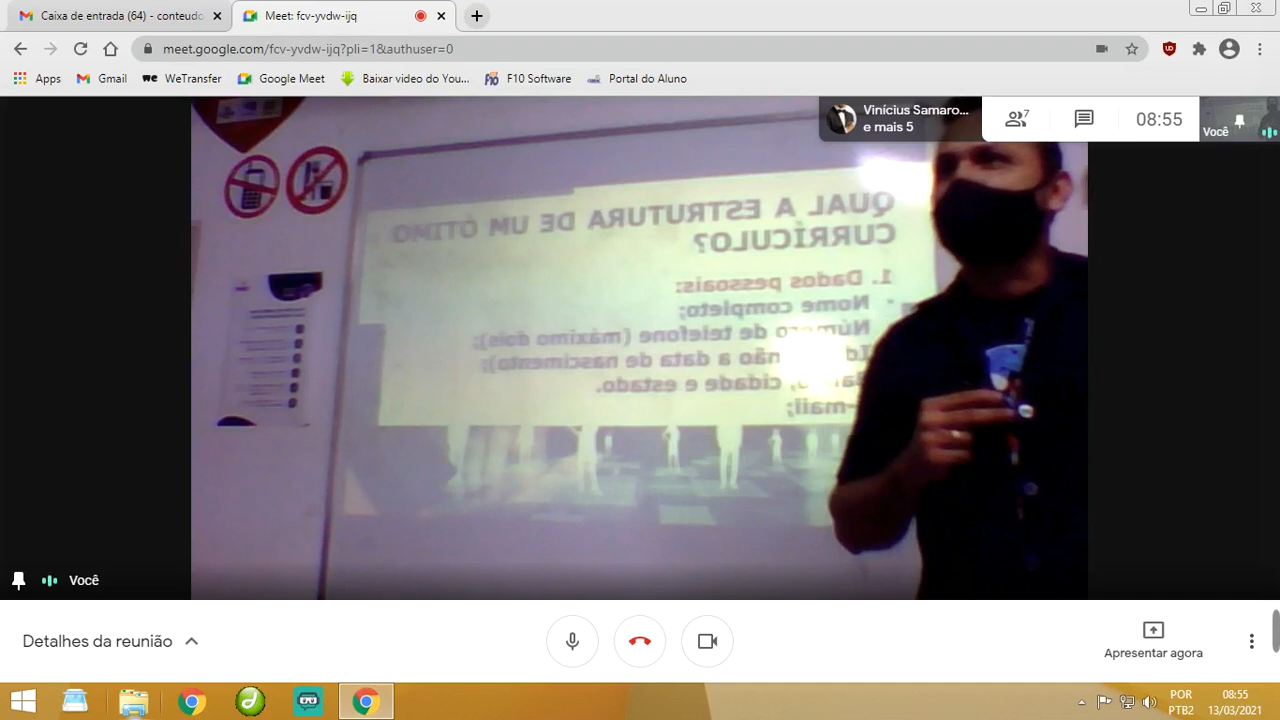 Caixa de entrada (64) - conteudo
Meet: fcv-yvdw-ijq
meet.google.com/fcv-yvdw-ijq?pli=1&authuser=0
Apps
Gmail
WeTransfer
Google Meet
Baixar video do You...
F10 Software
Portal do Aluno
Vinícius Samaro...
e mais 5
7
08:55
Você
QUAL A ESTRUTURA DE UM ÓTIMO
CURRÍCULO?
1. Dados pessoais:
Nome completo;
de telefone (máximo dois);
não a data de nascimento);
cidade e estado.
-mail;
Você
Detalhes da reunião
Apresentar agora
POR
PTB2
08:55
13/03/2021